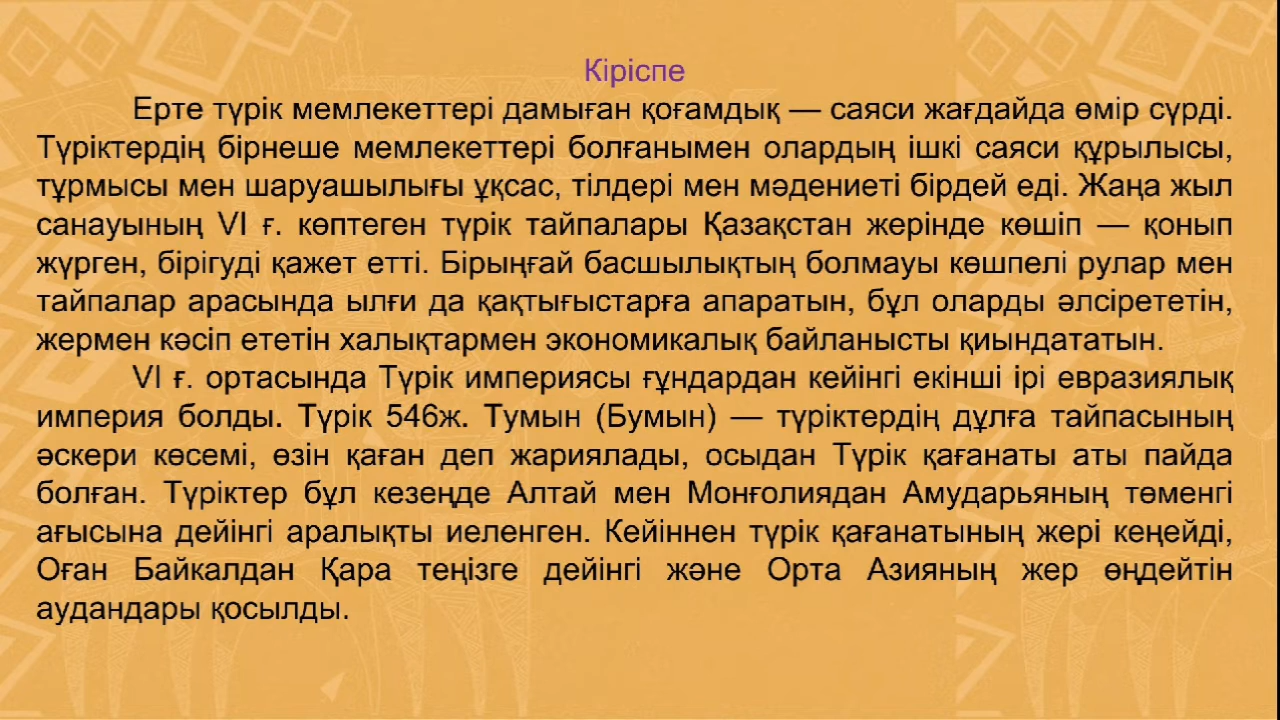 Кіріспе
Ерте түрік мемлекеттері дамыған қоғамдық — саяси жағдайда өмір сүрді.
Түріктердің бірнеше мемлекеттері болғанымен олардың ішкі саяси құрылысы,
тұрмысы мен шаруашылығы ұқсас, тілдері мен мәдениеті бірдей еді. Жаңа жыл
санауының VI ғ. көптеген түрік тайпалары Қазақстан жерінде көшіп — қонып
жүрген, бірігуді қажет етті. Бірыңғай басшылықтың болмауы көшпелі рулар мен
тайпалар арасында ылғи да қақтығыстарға апаратын, бұл оларды әлсірететін,
жермен кәсіп ететін халықтармен экономикалық байланысты қиындататын.
VI ғ. ортасында Түрік империясы ғұндардан кейінгі екінші ірі евразиялық
империя болды. Түрік 546ж. Тумын (Бумын) — түріктердің дұлға тайпасының
әскери көсемі, өзін қаған деп жариялады, осыдан Түрік қағанаты аты пайда
болған. Түріктер бұл кезеңде Алтай мен Монғолиядан Амударьяның төменгі
ағысына дейінгі аралықты иеленген. Кейіннен түрік қағанатының жері кеңейді,
Оған Байкалдан Қара теңізге дейінгі және Орта Азияның жер өңдейтін
аудандары қосылды.